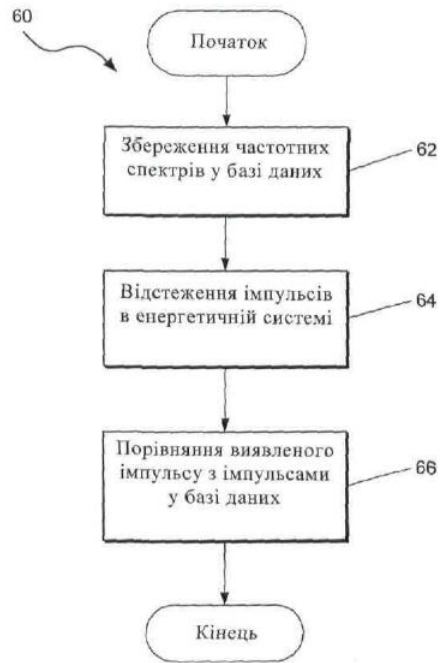 60
Початок
Збереження частотних
спектрів у базі даних
62
Відстеження імпульсів
в енергетичній системі
64
Порівняння виявленого
імпульсу з імпульсами
у базі даних
66
Кінець